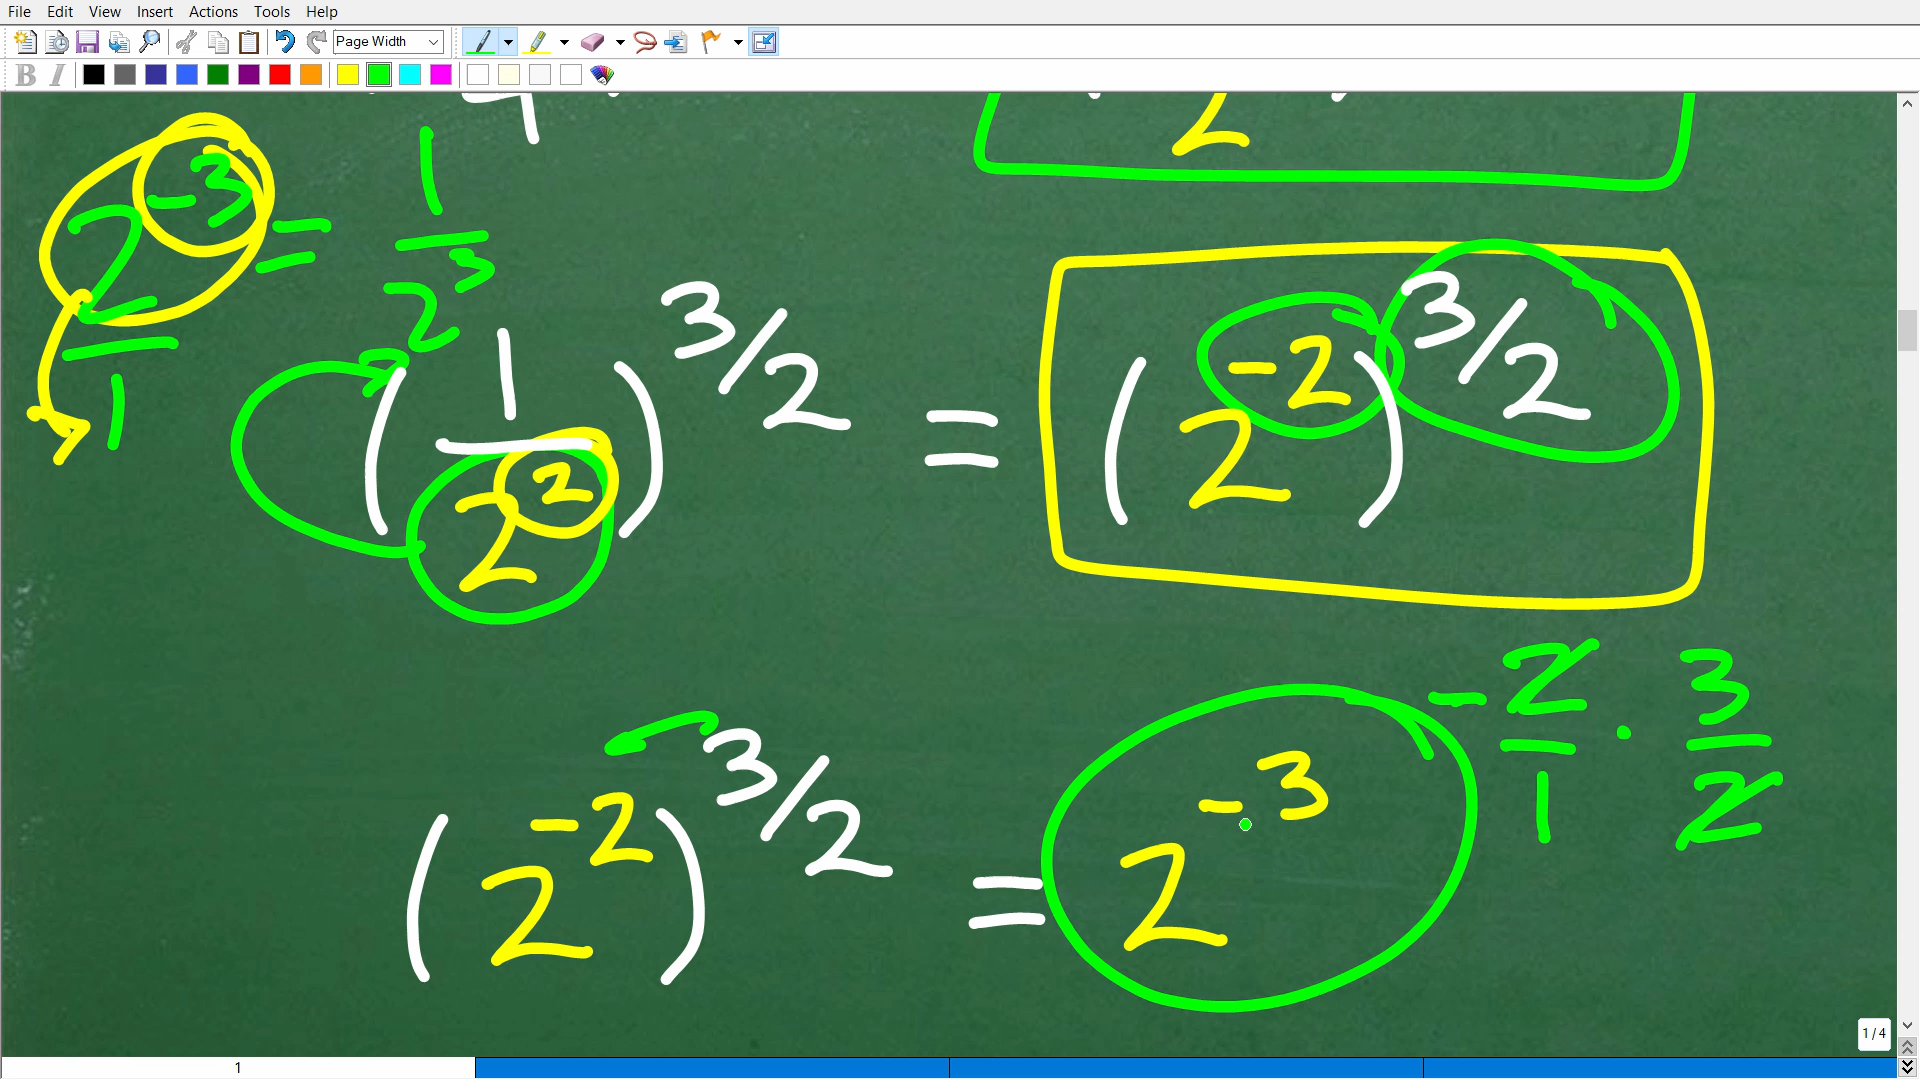 File Edit View Insert Actions Tools Help
Page Width
B I
2
2^-3 / 1 = 1 / 2^3
(1 / 2^2)^3/2 = (2^-2)^3/2
(2^-2)^3/2 = 2^-3
-2/1 · 3/2
1 / 4
1